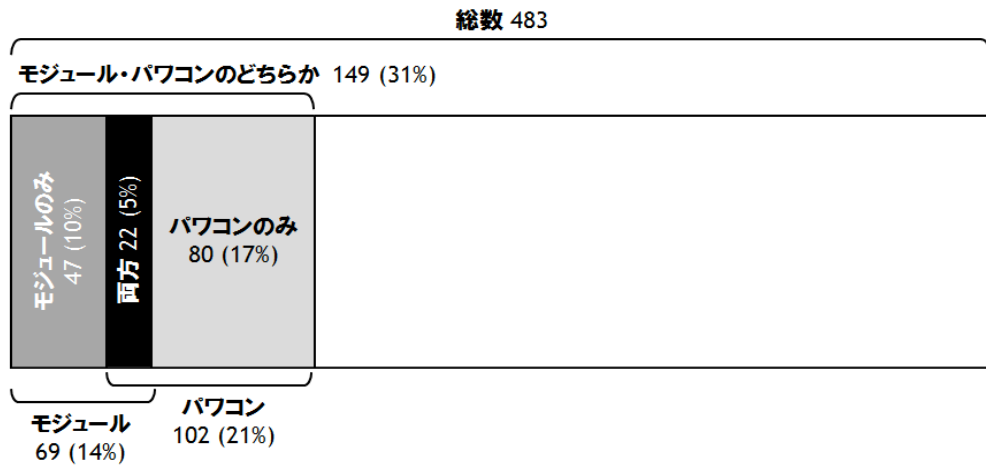 総数 483
モジュール・パワコンのどちらか 149 (31%)
モジュールのみ
47 (10%)
両方 22 (5%)
パワコンのみ
80 (17%)
モジュール
69 (14%)
パワコン
102 (21%)